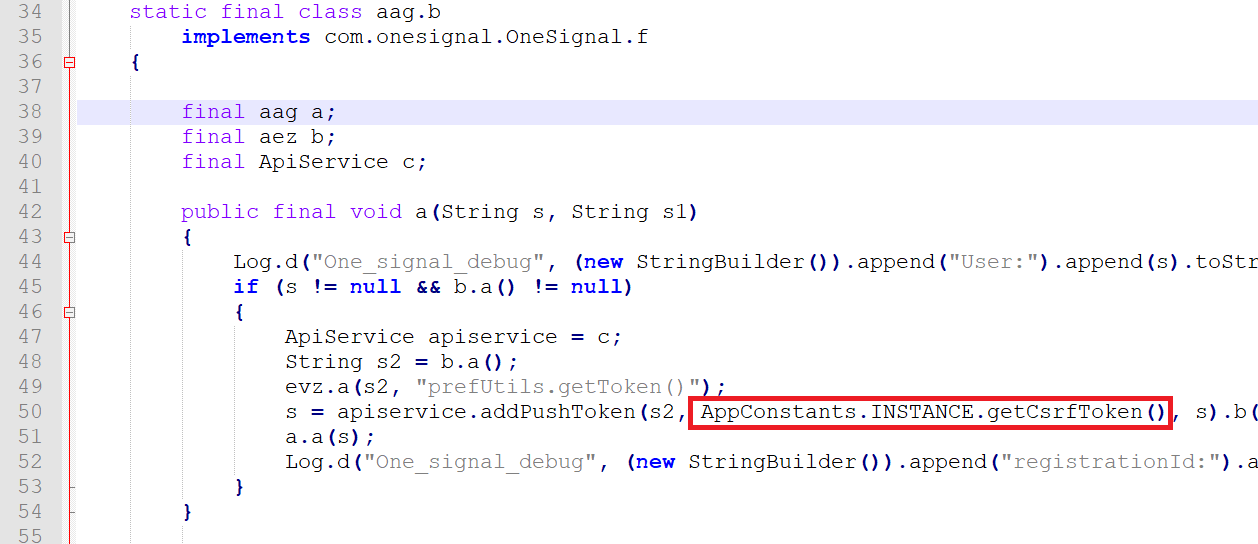 34 static final class aag.b
35 implements com.onesignal.OneSignal.f
36 {
37
38 final aag a;
39 final aez b;
40 final ApiService c;
41
42 public final void a(String s, String s1)
43 {
44 Log.d("One_signal_debug", (new StringBuilder()).append("User:").append(s).toStr
45 if (s != null && b.a() != null)
46 {
47 ApiService apiservice = c;
48 String s2 = b.a();
49 evz.a(s2, "prefUtils.getToken()");
50 s = apiservice.addPushToken(s2, AppConstants.INSTANCE.getCsrfToken(), s).b(
51 a.a(s);
52 Log.d("One_signal_debug", (new StringBuilder()).append("registrationId:").a
53 }
54 }
55